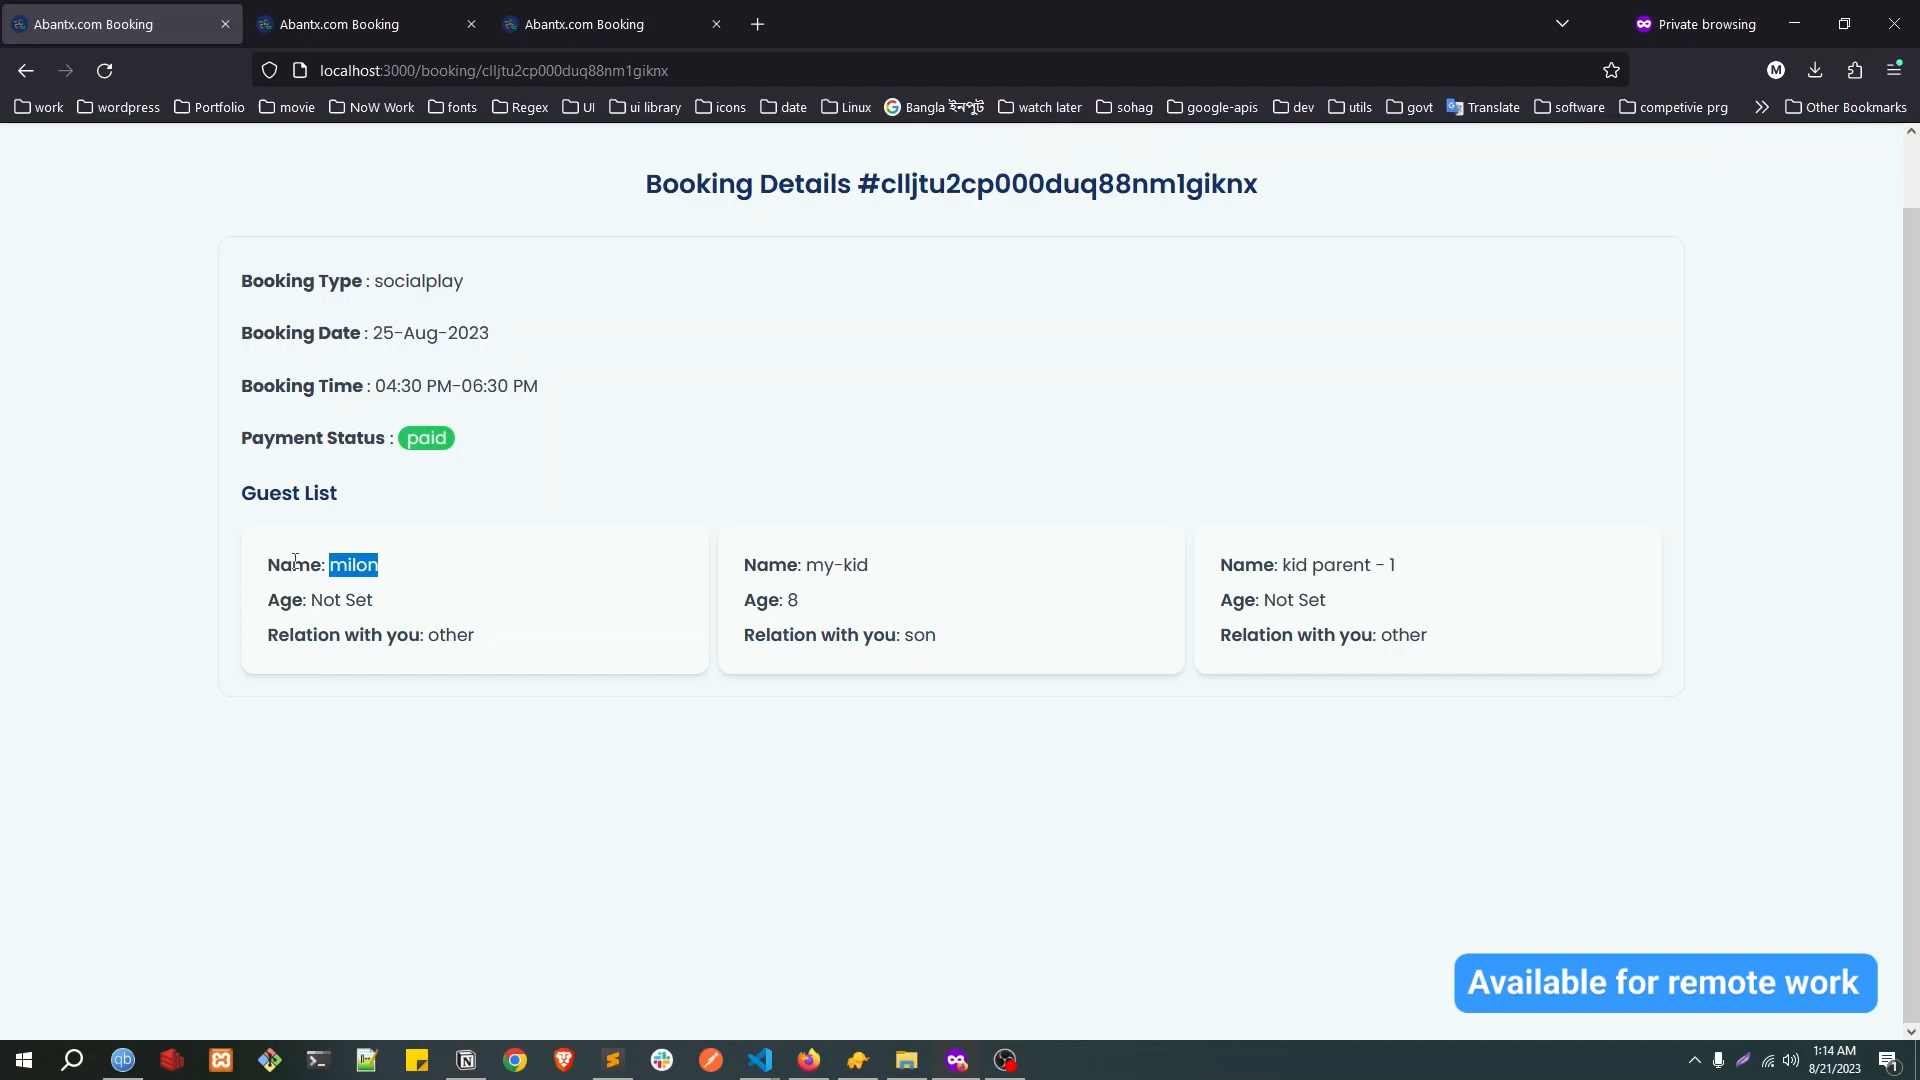 Abantx.com Booking
Abantx.com Booking
Abantx.com Booking
Private browsing
localhost:3000/booking/clljtu2cp000duq88nm1giknx
M
work wordpress Portfolio movie NoW Work fonts Regex UI ui library icons date Linux Bangla ইনপুট watch later sohag google-apis dev utils govt Translate software competivie prg Other Bookmarks
Booking Details #clljtu2cp000duq88nm1giknx
Booking Type : socialplay
Booking Date : 25-Aug-2023
Booking Time : 04:30 PM-06:30 PM
Payment Status : paid
Guest List
Name: milon
Age: Not Set
Relation with you: other
Name: my-kid
Age: 8
Relation with you: son
Name: kid parent - 1
Age: Not Set
Relation with you: other
Available for remote work
qb
1:14 AM
8/21/2023
1